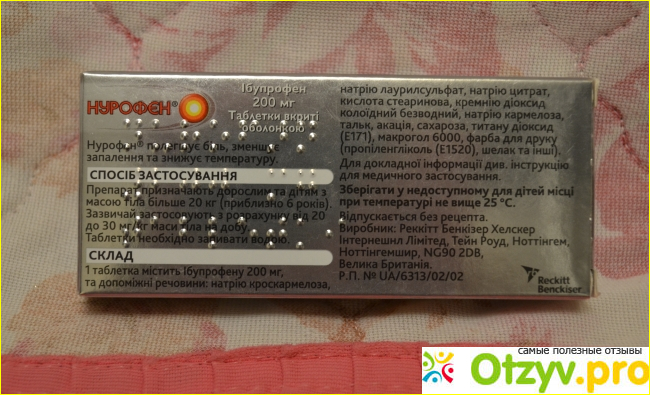 НУРОФЕН®
Ібупрофен
200 мг
Таблетки вкриті
оболонкою
Нурофен® полегшує біль, зменшує
запалення та знижує температуру.
СПОСІБ ЗАСТОСУВАННЯ
Препарат призначають дорослим та дітям з
масою тіла більше 20 кг (приблизно 6 років).
Зазвичай застосовують з розрахунку від 20
до 30 мг/кг маси тіла на добу.
Таблетки необхідно запивати водою.
СКЛАД
1 таблетка містить Ібупрофену 200 мг,
та допоміжні речовини: натрію кроскармелоза,
натрію лаурилсульфат, натрію цитрат,
кислота стеаринова, кремнію діоксид
колоїдний безводний, натрію кармелоза,
тальк, акація, сахароза, титану діоксид
(E171), макрогол 6000, фарба для друку
(пропіленгліколь (E1520), шелак та інші).
Для докладної інформації див. інструкцію
для медичного застосування.
Зберігати у недоступному для дітей місці
при температурі не вище 25 °C.
Відпускається без рецепта.
Виробник: Реккітт Бенкізер Хелскер
Інтернешнл Лімітед, Тейн Роуд, Ноттінгем,
Ноттінгемшир, NG90 2DB,
Велика Британія.
Р.П. № UA/6313/02/02
Reckitt
Benckiser
самые полезные отзывы
Otzyv.pro